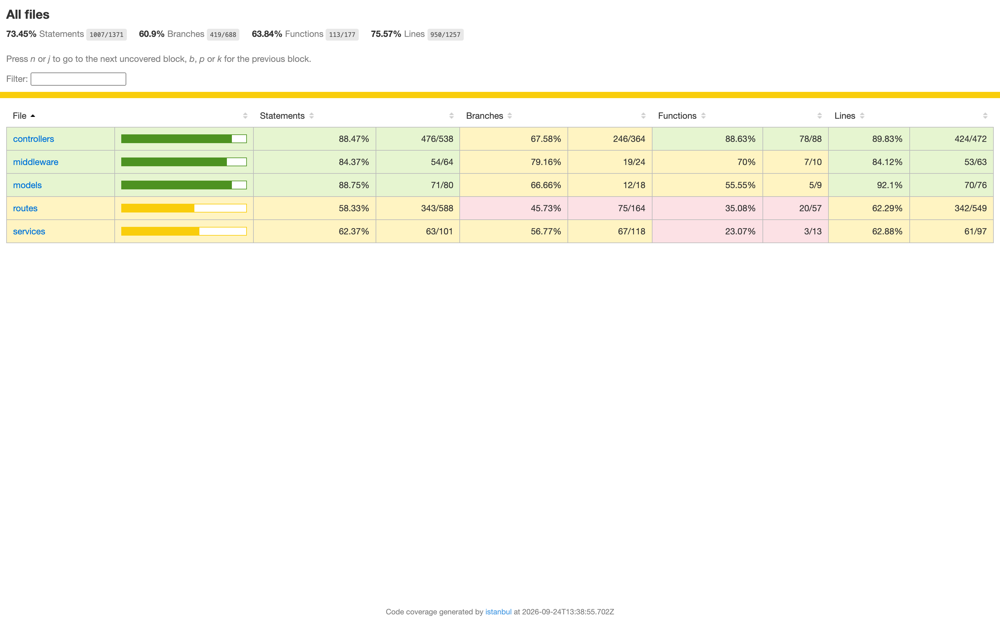 All files
73.45% Statements 1007/1371 60.9% Branches 419/688 63.84% Functions 113/177 75.57% Lines 950/1257
Press n or j to go to the next uncovered block, b, p or k for the previous block.
Filter:
File Statements Branches Functions Lines
controllers 88.47% 476/538 67.58% 246/364 88.63% 78/88 89.83% 424/472
middleware 84.37% 54/64 79.16% 19/24 70% 7/10 84.12% 53/63
models 88.75% 71/80 66.66% 12/18 55.55% 5/9 92.1% 70/76
routes 58.33% 343/588 45.73% 75/164 35.08% 20/57 62.29% 342/549
services 62.37% 63/101 56.77% 67/118 23.07% 3/13 62.88% 61/97
Code coverage generated by istanbul at 2026-09-24T13:38:55.702Z